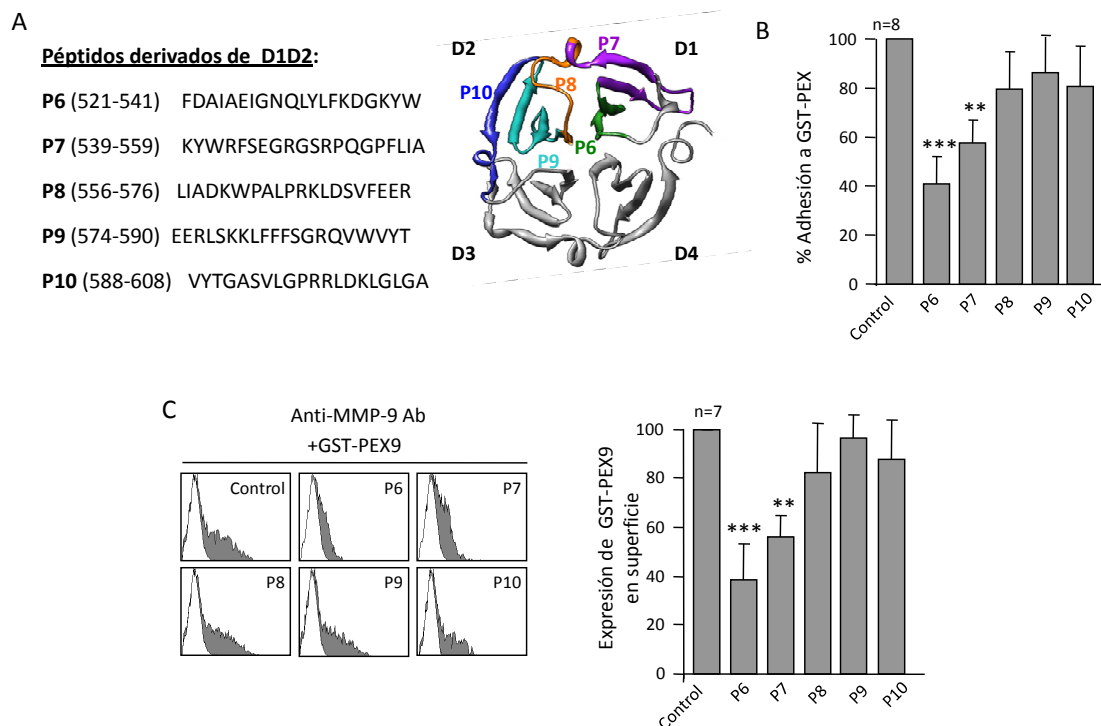 A
Péptidos derivados de D1D2:
P6 (521-541) FDAIAEIGNQLYLFKDGKYW
P7 (539-559) KYWRFSEGRGSRPQGPFLIA
P8 (556-576) LIADKWPALPRKLDSVFEER
P9 (574-590) EERLSKKLFFFSGRQVWVYT
P10 (588-608) VYTGASVLGPRRLDKLGLGA
D2
P7
D1
P10
P8
P6
P9
D3
D4
B
n=8
100
80
60
40
20
0
% Adhesión a GST-PEX
***
**
Control
P6
P7
P8
P9
P10
C
Anti-MMP-9 Ab
+GST-PEX9
Control
P6
P7
P8
P9
P10
n=7
100
80
60
40
20
0
Expresión de GST-PEX9
en superficie
***
**
Control
P6
P7
P8
P9
P10